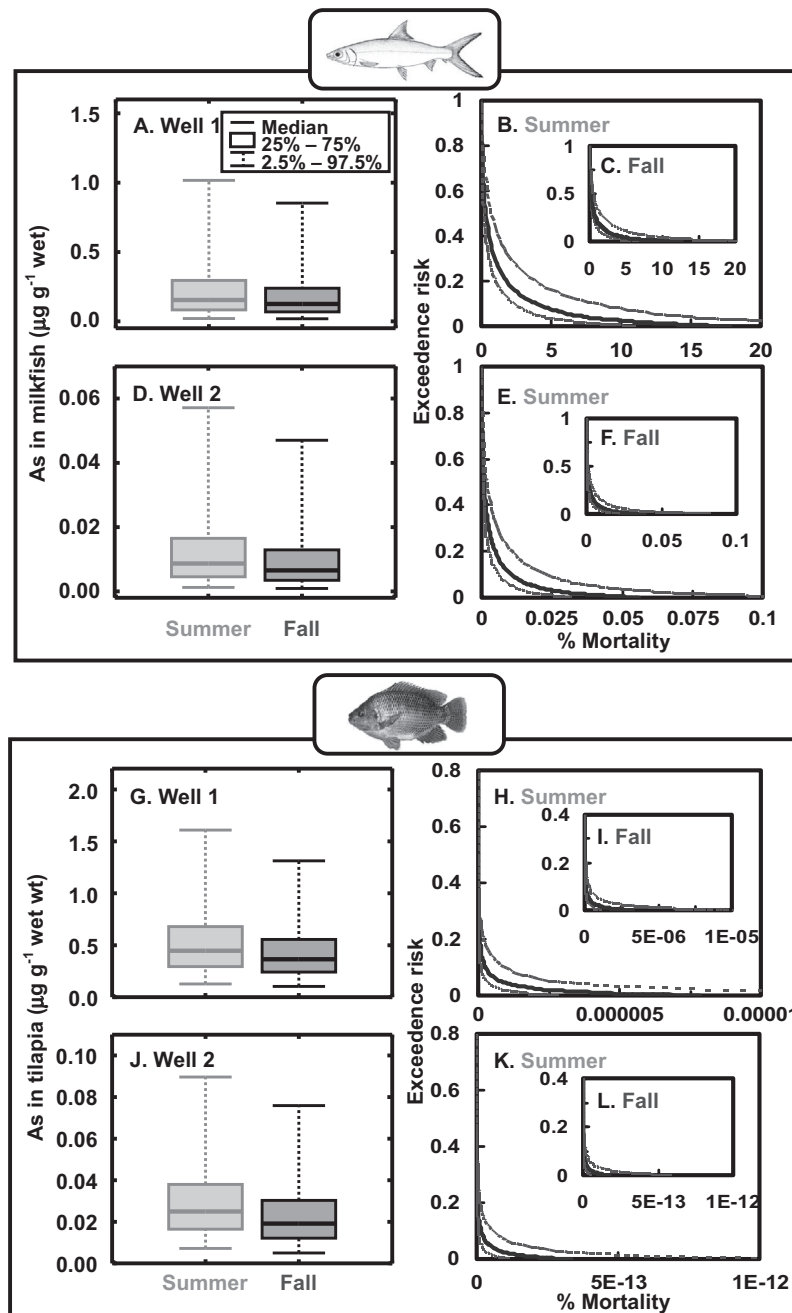 A. Well 1
Median
25% – 75%
2.5% – 97.5%
1.5
1.0
0.5
0.0
As in milkfish (µg g-1 wet)
D. Well 2
0.06
0.04
0.02
0.00
Summer Fall
B. Summer
1
0.8
0.6
0.4
0.2
0
0 5 10 15 20
Exceedence risk
C. Fall
1
0.5
0
0 5 10 15 20
E. Summer
1
0.8
0.6
0.4
0.2
0
0 0.025 0.05 0.075 0.1
% Mortality
F. Fall
1
0.5
0
0 0.05 0.1
G. Well 1
2.0
1.5
1.0
0.5
0.0
As in tilapia (µg g-1 wet wt)
J. Well 2
0.10
0.08
0.06
0.04
0.02
0.00
Summer Fall
H. Summer
0.8
0.6
0.4
0.2
0
0 0.000005 0.00001
Exceedence risk
I. Fall
0.4
0.2
0
0 5E-06 1E-05
K. Summer
0.8
0.6
0.4
0.2
0
0 5E-13 1E-12
% Mortality
L. Fall
0.4
0.2
0
0 5E-13 1E-12